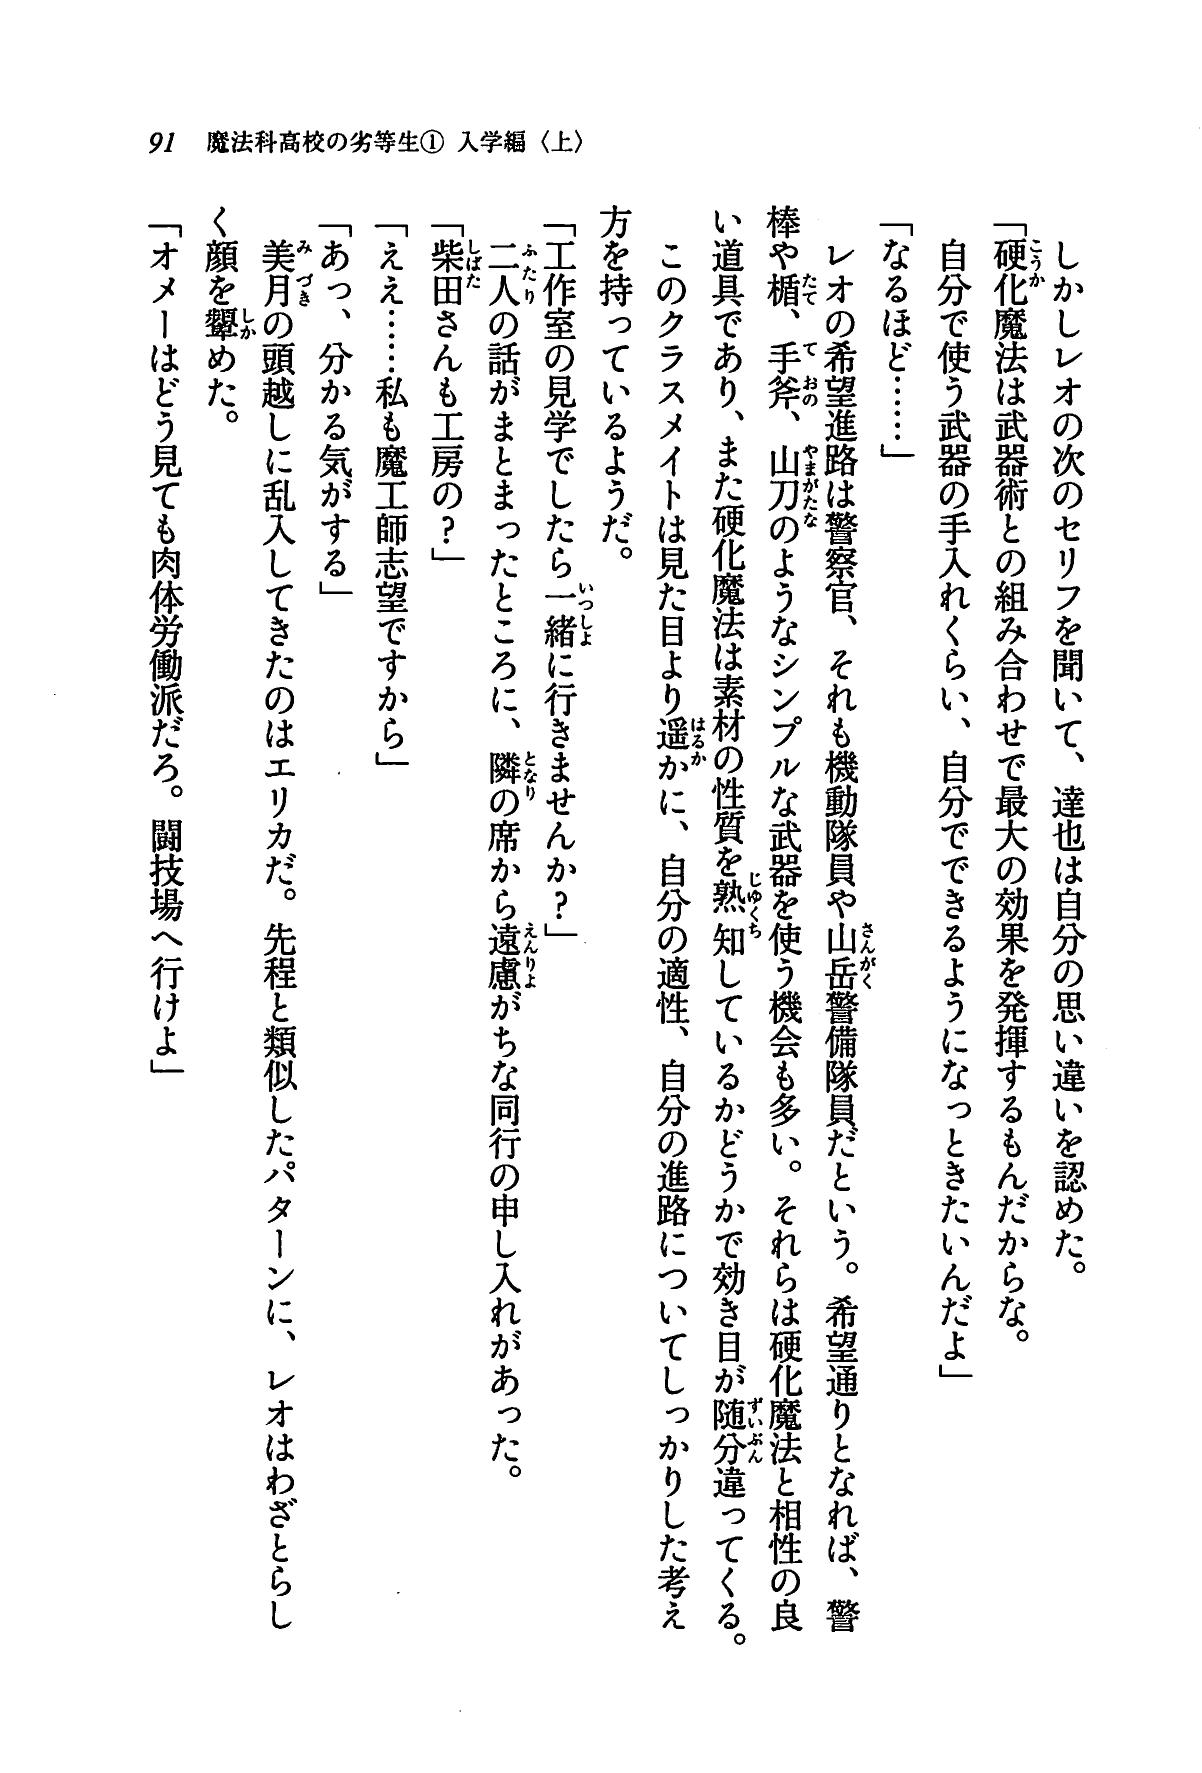 91 魔法科高校の劣等生① 入学編〈上〉
しかしレオの次のセリフを聞いて、達也は自分の思い違いを認めた。
「硬化魔法は武器術との組み合わせで最大の効果を発揮するもんだからな。
自分で使う武器の手入れくらい、自分でできるようになっときたいんだよ」
「なるほど……」
レオの希望進路は警察官、それも機動隊員や山岳警備隊員だという。希望通りとなれば、警
棒や楯、手斧、山刀のようなシンプルな武器を使う機会も多い。それらは硬化魔法と相性の良
い道具であり、また硬化魔法は素材の性質を熟知しているかどうかで効き目が随分違ってくる。
このクラスメイトは見た目より遥かに、自分の適性、自分の進路についてしっかりした考え
方を持っているようだ。
「工作室の見学でしたら一緒に行きませんか？」
二人の話がまとまったところに、隣の席から遠慮がちな同行の申し入れがあった。
「柴田さんも工房の？」
「ええ……私も魔工師志望ですから」
「あっ、分かる気がする」
美月の頭越しに乱入してきたのはエリカだ。先程と類似したパターンに、レオはわざとらし
く顔を顰めた。
「オメーはどう見ても肉体労働派だろ。闘技場へ行けよ」